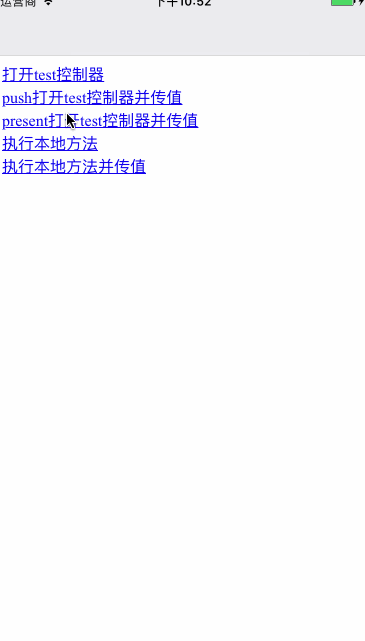 运营商 下午10:52
打开test控制器
push打开test控制器并传值
present打开test控制器并传值
执行本地方法
执行本地方法并传值